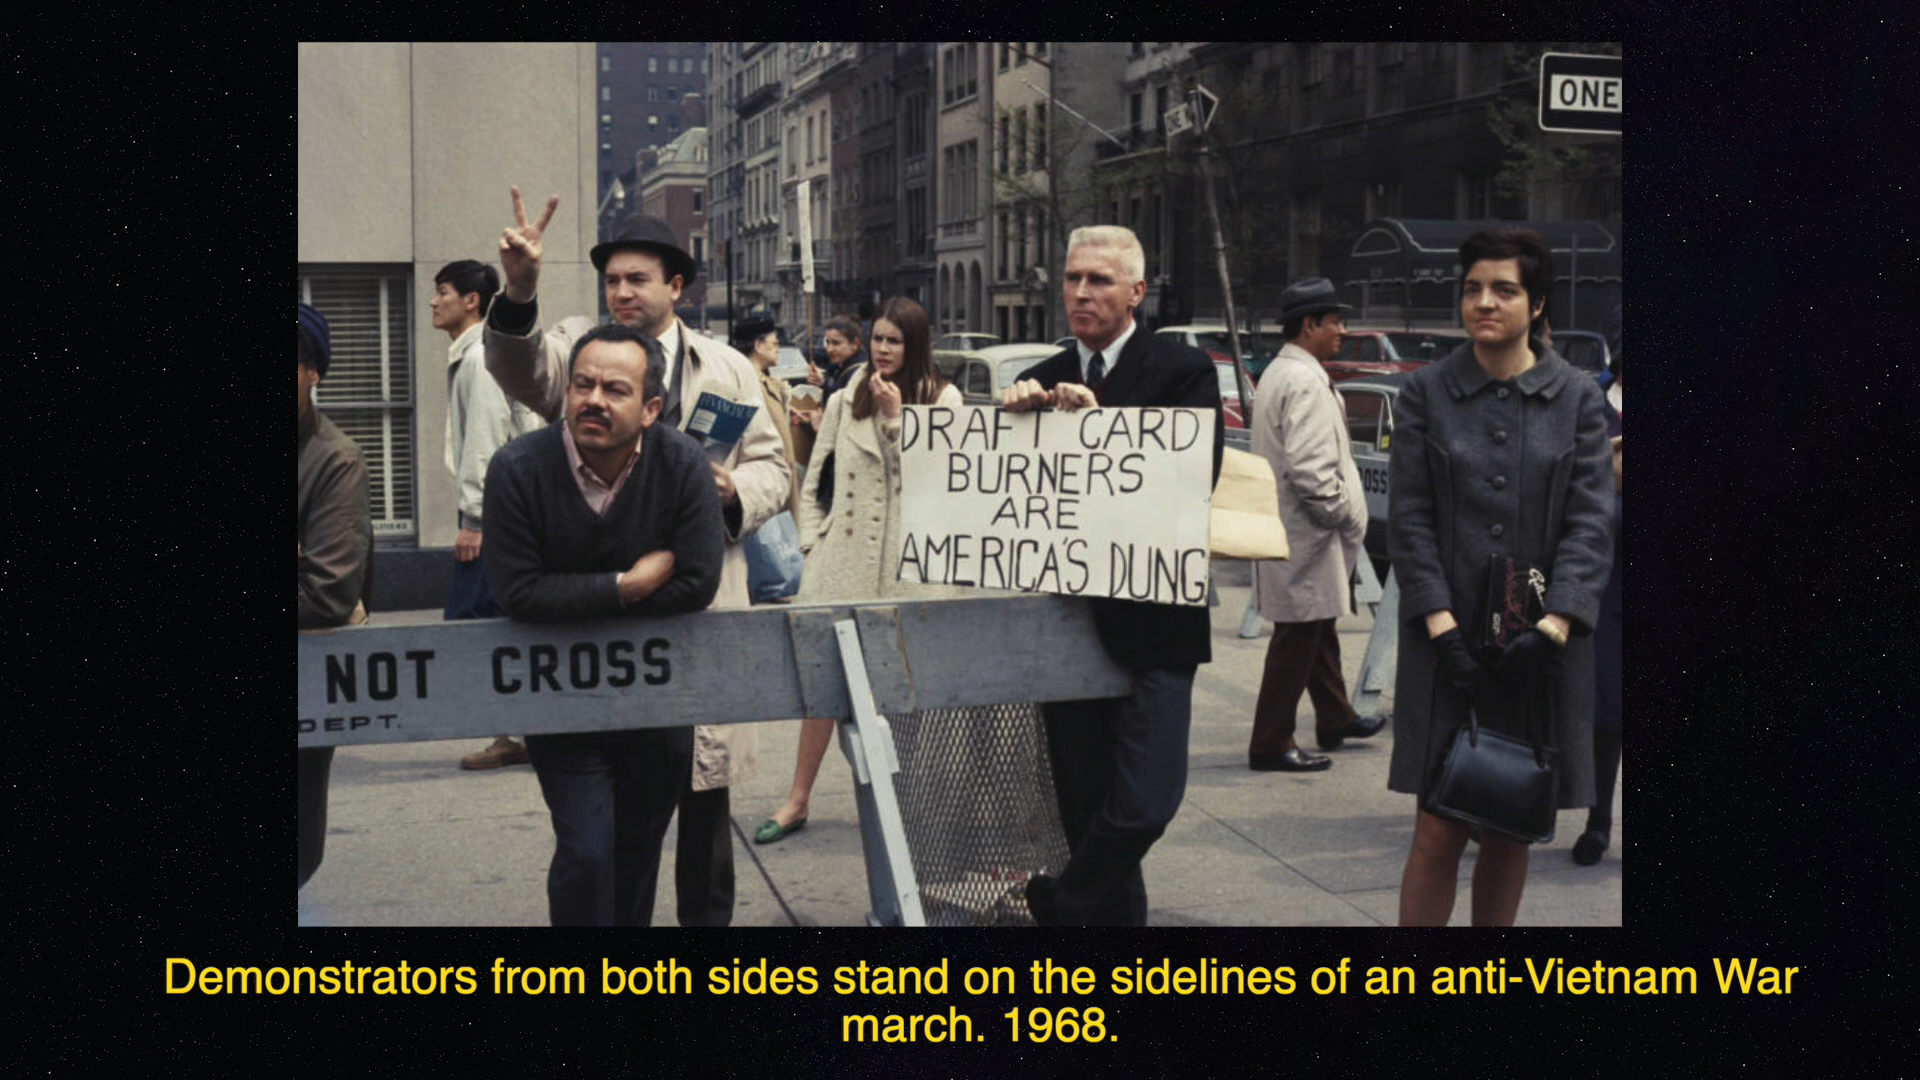 ONE
FINANCIAL
DRAFT CARD
BURNERS
ARE
AMERICA'S DUNG
NOT CROSS
DEPT.
Demonstrators from both sides stand on the sidelines of an anti-Vietnam War
march. 1968.